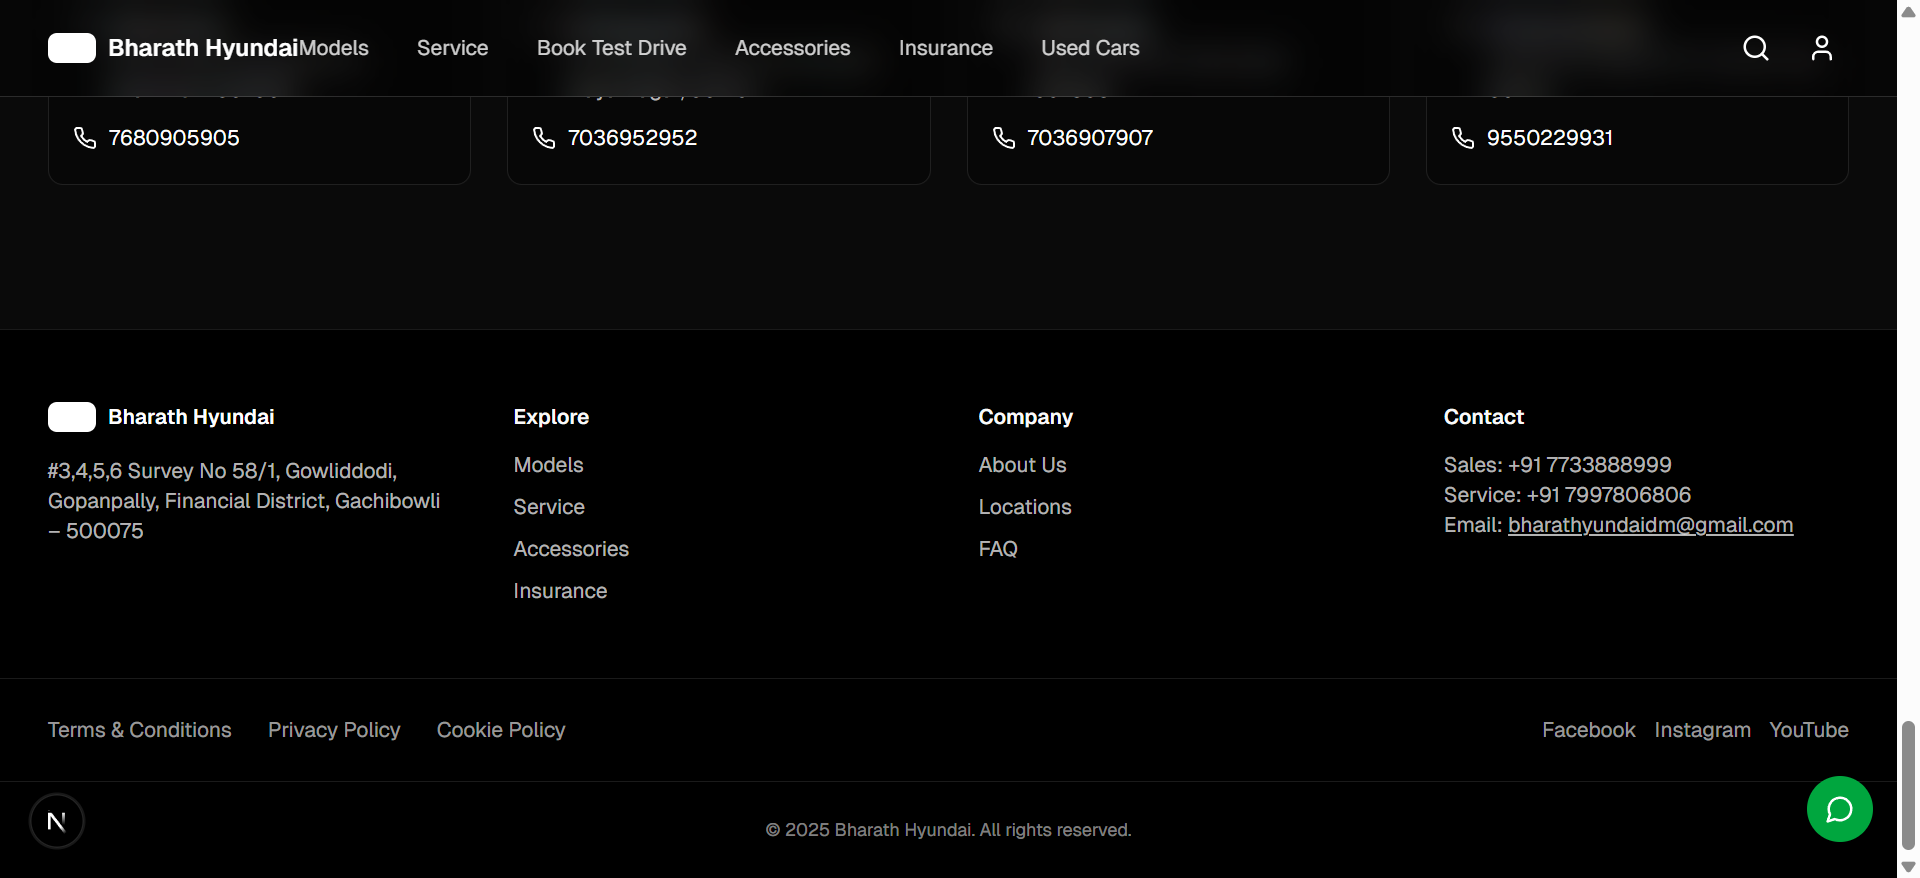 Bharath Hyundai
Models
Service
Book Test Drive
Accessories
Insurance
Used Cars
7680905905
7036952952
7036907907
9550229931
Bharath Hyundai
#3,4,5,6 Survey No 58/1, Gowliddodi,
Gopanpally, Financial District, Gachibowli
– 500075
Explore
Models
Service
Accessories
Insurance
Company
About Us
Locations
FAQ
Contact
Sales: +91 7733888999
Service: +91 7997806806
Email: bharathyundaidm@gmail.com
Terms & Conditions
Privacy Policy
Cookie Policy
Facebook
Instagram
YouTube
N
© 2025 Bharath Hyundai. All rights reserved.